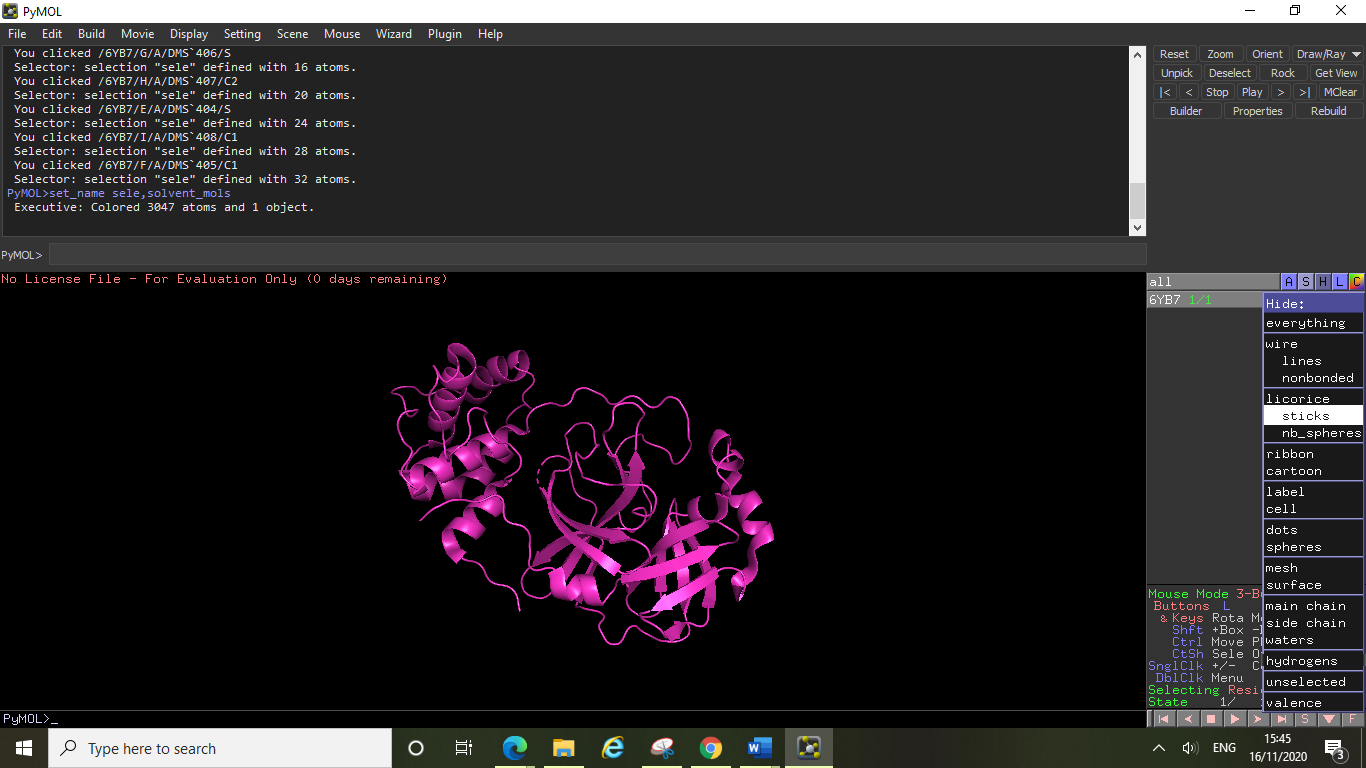 PyMOL
File Edit Build Movie Display Setting Scene Mouse Wizard Plugin Help
You clicked /6YB7/G/A/DMS`406/S
Selector: selection "sele" defined with 16 atoms.
You clicked /6YB7/H/A/DMS`407/C2
Selector: selection "sele" defined with 20 atoms.
You clicked /6YB7/E/A/DMS`404/S
Selector: selection "sele" defined with 24 atoms.
You clicked /6YB7/I/A/DMS`408/C1
Selector: selection "sele" defined with 28 atoms.
You clicked /6YB7/F/A/DMS`405/C1
Selector: selection "sele" defined with 32 atoms.
PyMOL>set_name sele,solvent_mols
Executive: Colored 3047 atoms and 1 object.
PyMOL>
Reset Zoom Orient Draw/Ray
Unpick Deselect Rock Get View
|< < Stop Play > >| MClear
Builder Properties Rebuild
No License File - For Evaluation Only (0 days remaining)
all A S H L C
6YB7 1/1
Hide:
everything
wire
lines
nonbonded
licorice
sticks
nb_spheres
ribbon
cartoon
label
cell
dots
spheres
mesh
surface
main chain
side chain
waters
hydrogens
unselected
valence
Mouse Mode 3-Bu
Buttons L
& Keys Rota Mo
Shft +Box -
Ctrl Move P
CtSh Sele O
SnglClk +/- C
DblClk Menu
Selecting Resi
State 1/
PyMOL>_
S F
Type here to search
ENG
15:45
16/11/2020
3